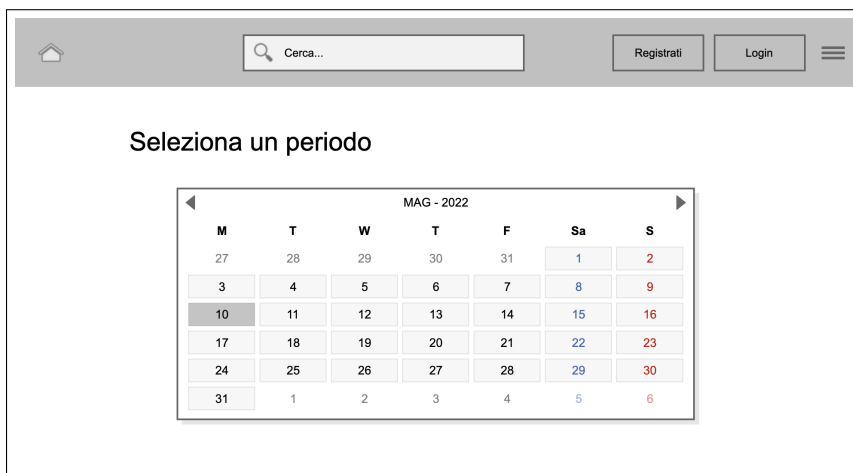 Cerca...
Registrati
Login
Seleziona un periodo
MAG - 2022
M T W T F Sa S
27 28 29 30 31 1 2
3 4 5 6 7 8 9
10 11 12 13 14 15 16
17 18 19 20 21 22 23
24 25 26 27 28 29 30
31 1 2 3 4 5 6